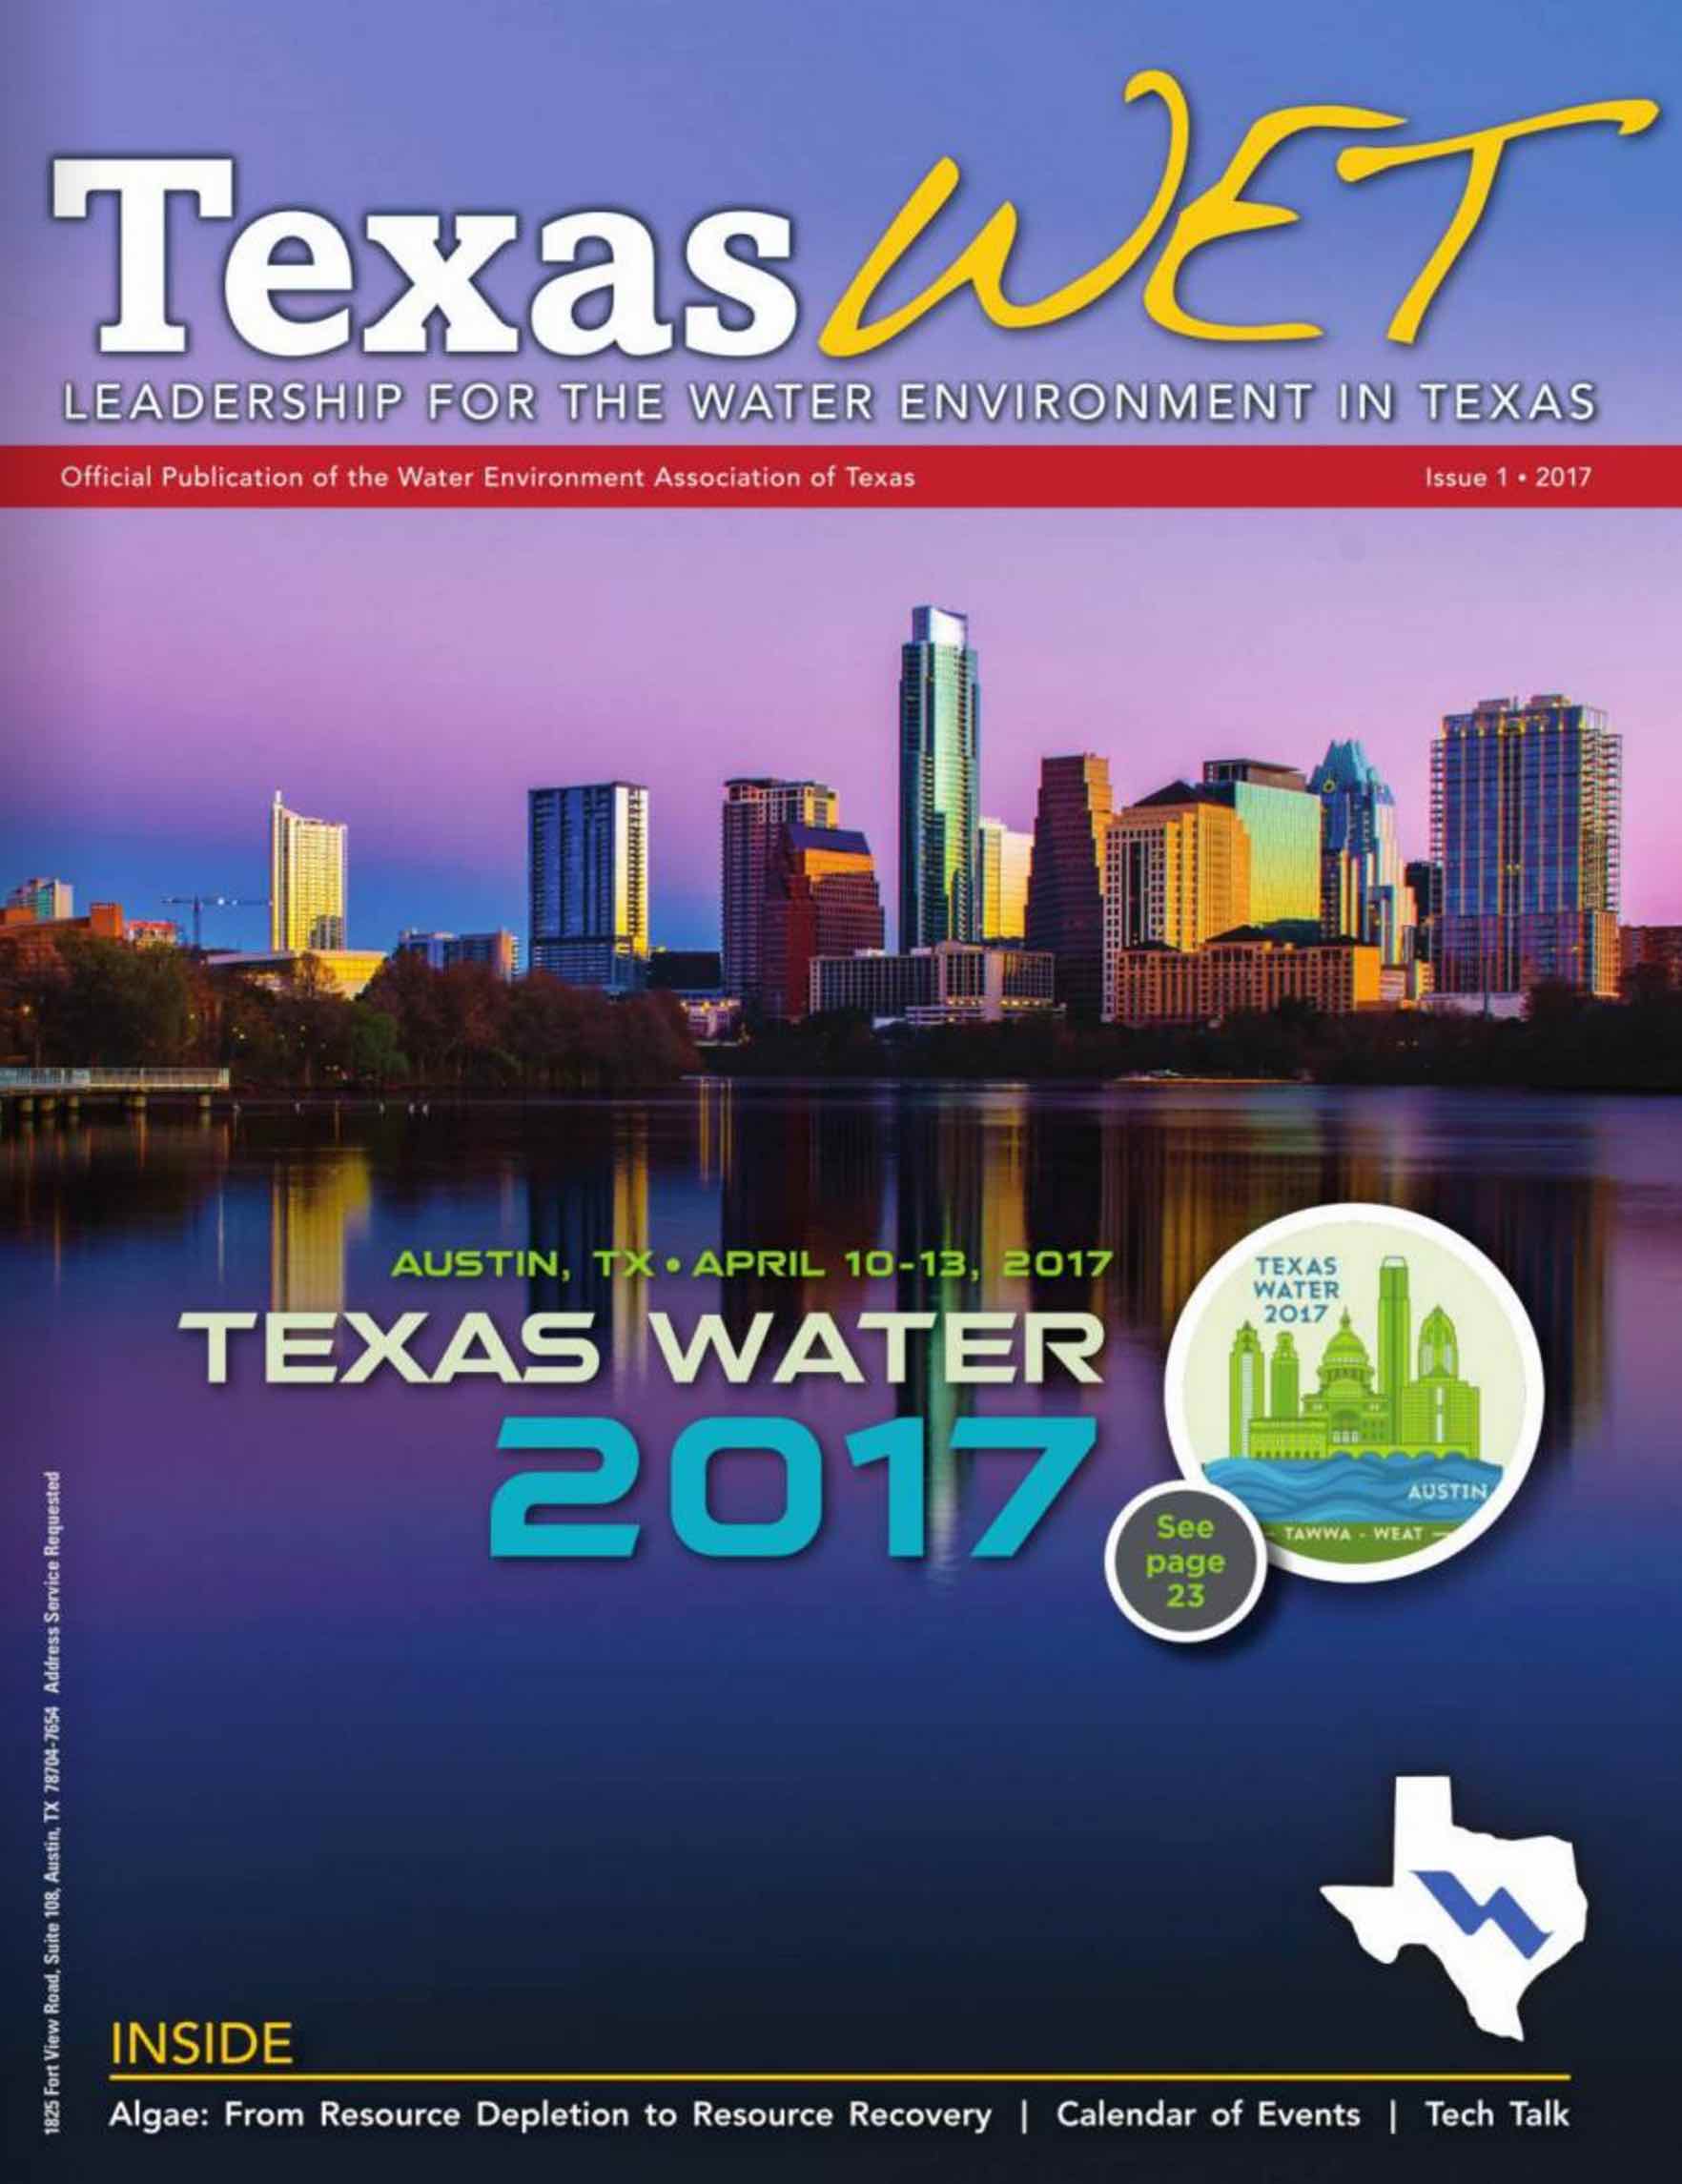 Texas WET
LEADERSHIP FOR THE WATER ENVIRONMENT IN TEXAS
Official Publication of the Water Environment Association of Texas
Issue 1 • 2017
AUSTIN, TX • APRIL 10-13, 2017
TEXAS WATER
2017
TEXAS
WATER
2017
AUSTIN
TAWWA - WEAT
See
page
23
1825 Fort View Road, Suite 108, Austin, TX 78704-7654 Address Service Requested
INSIDE
Algae: From Resource Depletion to Resource Recovery | Calendar of Events | Tech Talk